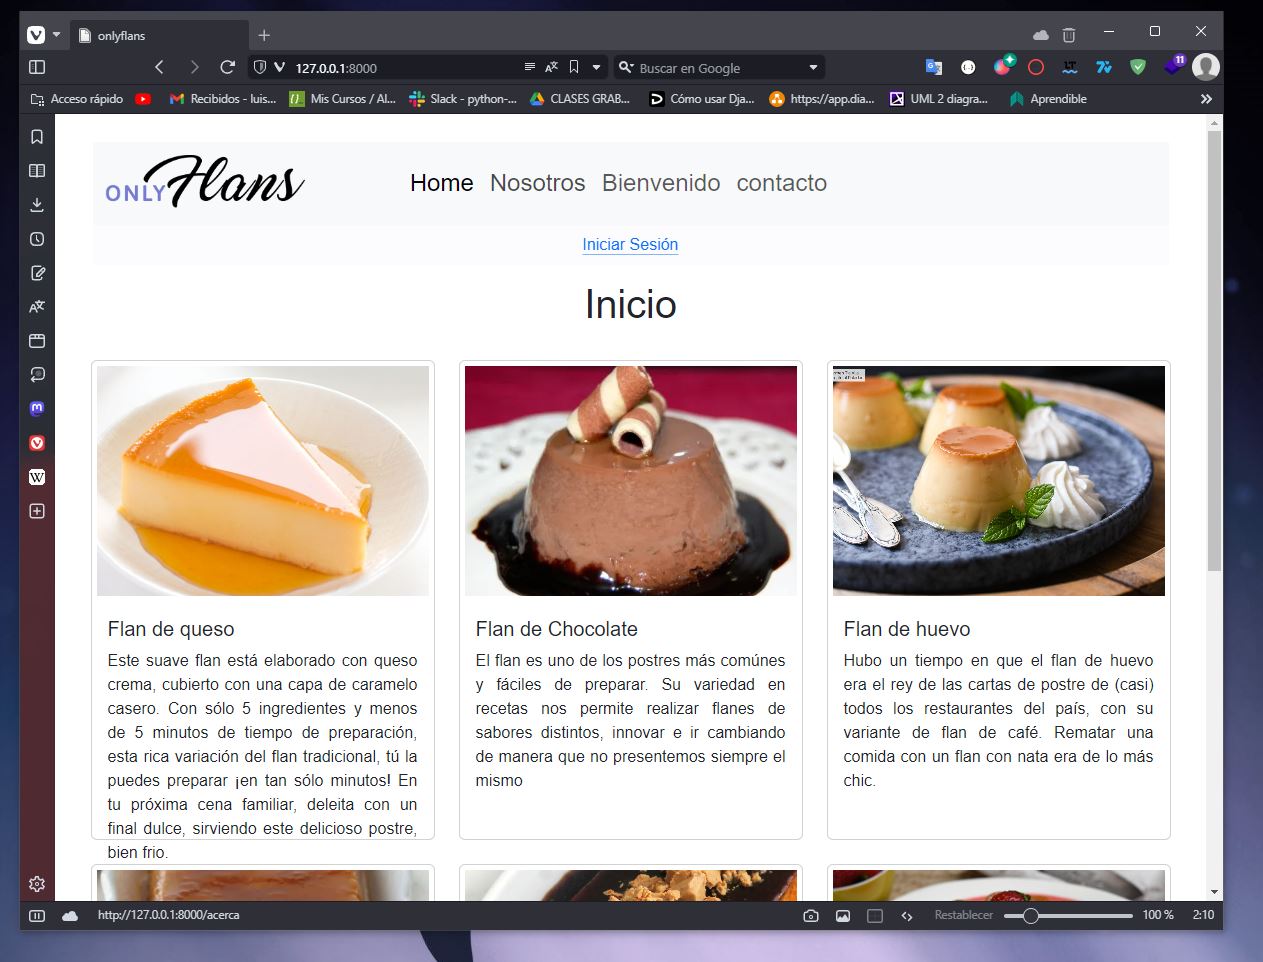 onlyflans
127.0.0.1:8000
Buscar en Google
11
Acceso rápido
Recibidos - luis...
Mis Cursos / Al...
Slack - python-...
CLASES GRAB...
Cómo usar Dja...
https://app.dia...
UML 2 diagra...
Aprendible
ONLY Flans
Home Nosotros Bienvenido contacto
Iniciar Sesión
Inicio
Flan de queso
Este suave flan está elaborado con queso
crema, cubierto con una capa de caramelo
casero. Con sólo 5 ingredientes y menos
de 5 minutos de tiempo de preparación,
esta rica variación del flan tradicional, tú la
puedes preparar ¡en tan sólo minutos! En
tu próxima cena familiar, deleita con un
final dulce, sirviendo este delicioso postre,
bien frio.
Flan de Chocolate
El flan es uno de los postres más comúnes
y fáciles de preparar. Su variedad en
recetas nos permite realizar flanes de
sabores distintos, innovar e ir cambiando
de manera que no presentemos siempre el
mismo
Flan de huevo
Hubo un tiempo en que el flan de huevo
era el rey de las cartas de postre de (casi)
todos los restaurantes del país, con su
variante de flan de café. Rematar una
comida con un flan con nata era de lo más
chic.
http://127.0.0.1:8000/acerca
Restablecer
100 %
2:10